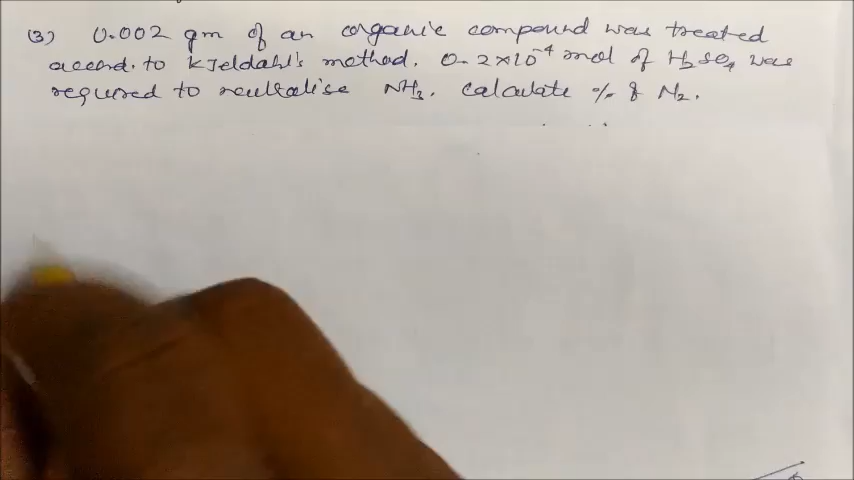 (3) 0.002 gm of an organic compound was treated
accord. to KJeldahl's method. 0.2×10⁻⁴ mol of H₂SO₄ was
required to neutralise NH₃. Calculate % of N₂.